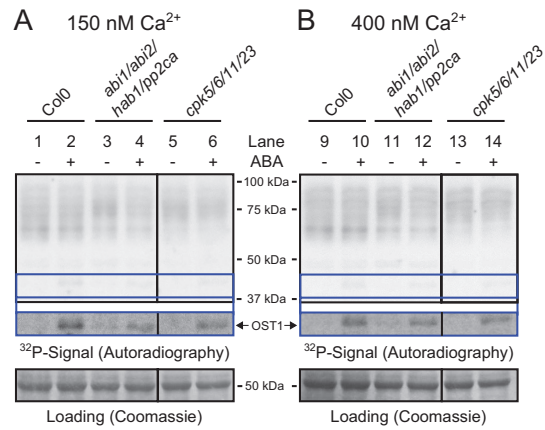 A 150 nM Ca²⁺
B 400 nM Ca²⁺
Col0
abi1/abi2/
hab1/pp2ca
cpk5/6/11/23
Col0
abi1/abi2/
hab1/pp2ca
cpk5/6/11/23
1 2 3 4 5 6 Lane 9 10 11 12 13 14
- + - + - + ABA - + - + - +
100 kDa
75 kDa
50 kDa
37 kDa
OST1
³²P-Signal (Autoradiography)
³²P-Signal (Autoradiography)
50 kDa
Loading (Coomassie)
Loading (Coomassie)